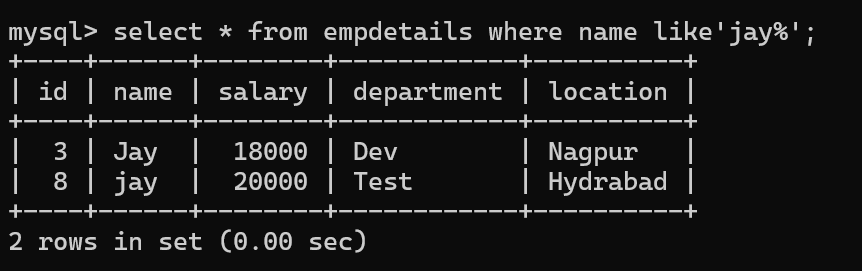 mysql> select * from empdetails where name like'jay%';
+----+------+--------+------------+----------+
| id | name | salary | department | location |
+----+------+--------+------------+----------+
|  3 | Jay  |  18000 | Dev        | Nagpur   |
|  8 | jay  |  20000 | Test       | Hydrabad |
+----+------+--------+------------+----------+
2 rows in set (0.00 sec)